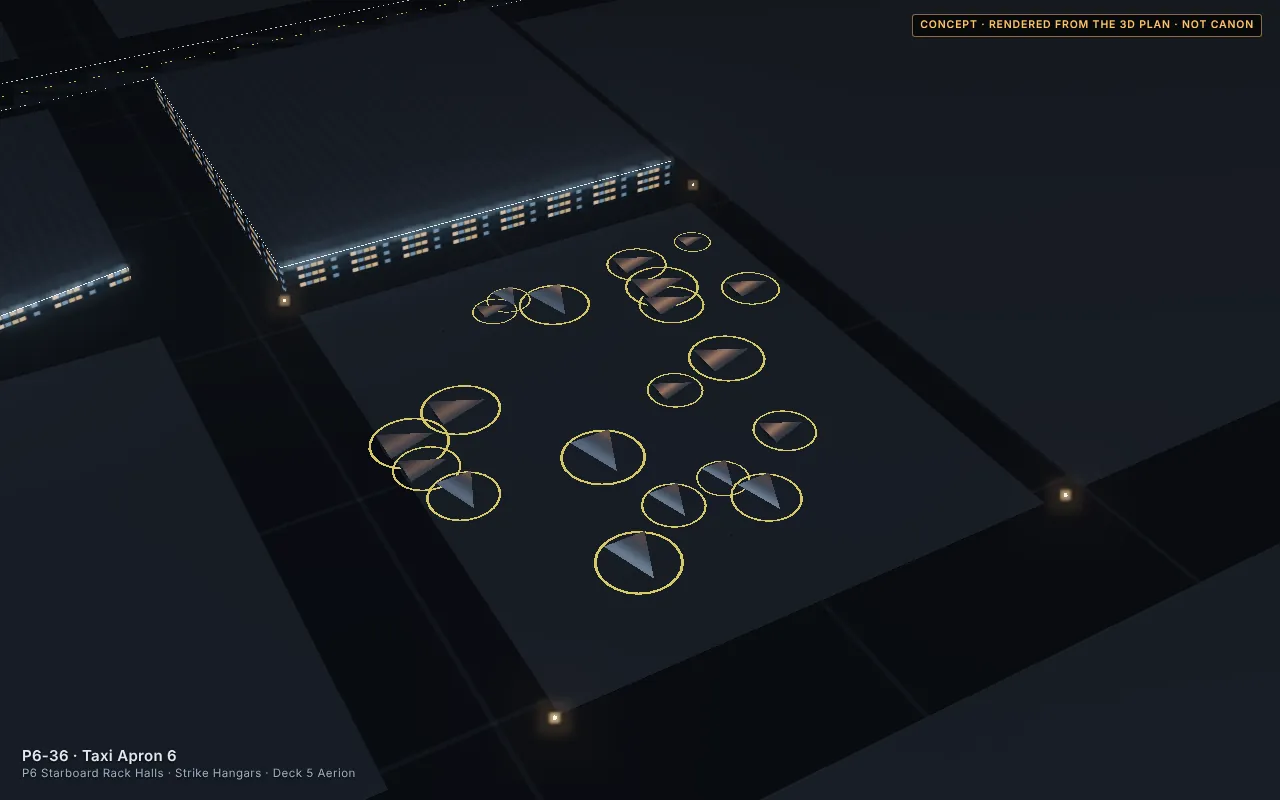 CONCEPT · RENDERED FROM THE 3D PLAN · NOT CANON
P6-36 · Taxi Apron 6
P6 Starboard Rack Halls · Strike Hangars · Deck 5 Aerion